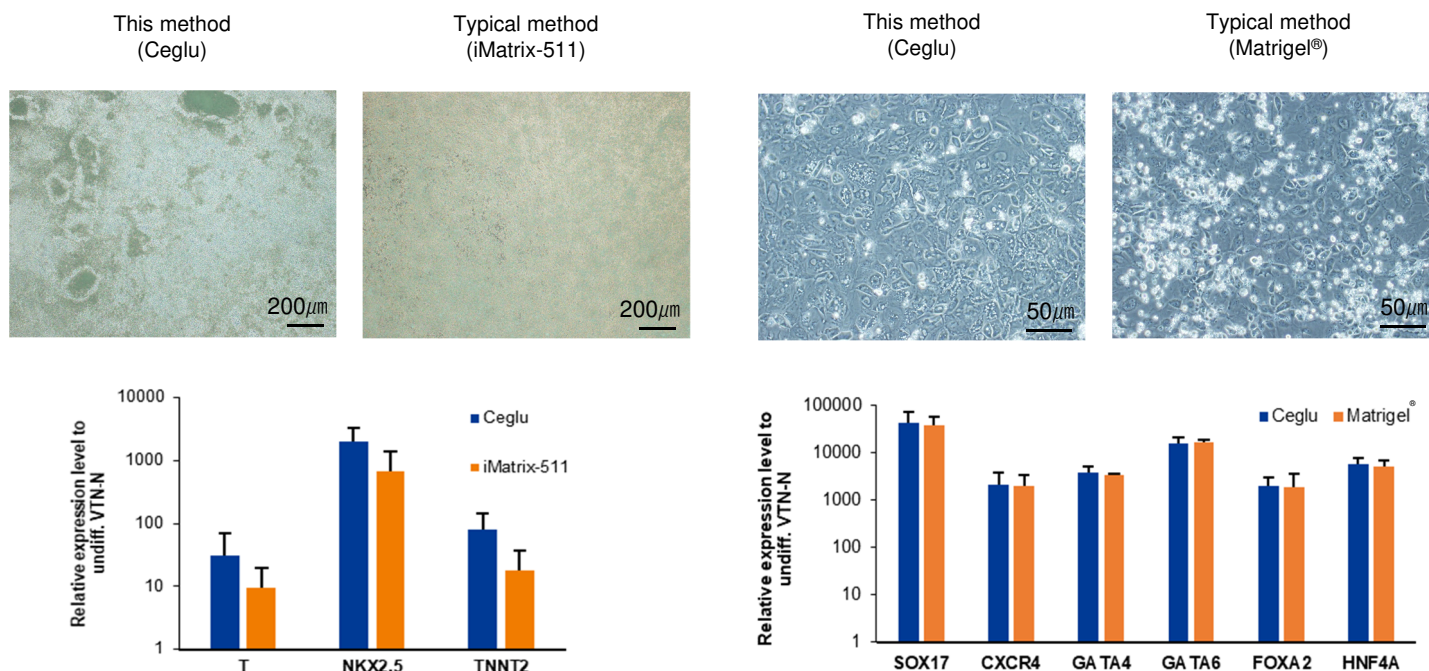 This method
(Ceglu)
Typical method
(iMatrix-511)
This method
(Ceglu)
Typical method
(Matrigel®)
200㎛
200㎛
50㎛
50㎛
Relative expression level to
undiff. VTN-N
10000
1000
100
10
1
Ceglu
iMatrix-511
T
NKX2.5
TNNT2
Relative expression level to
undiff. VTN-N
100000
10000
1000
100
10
1
Ceglu
Matrigel®
SOX17
CXCR4
GATA4
GATA6
FOXA2
HNF4A